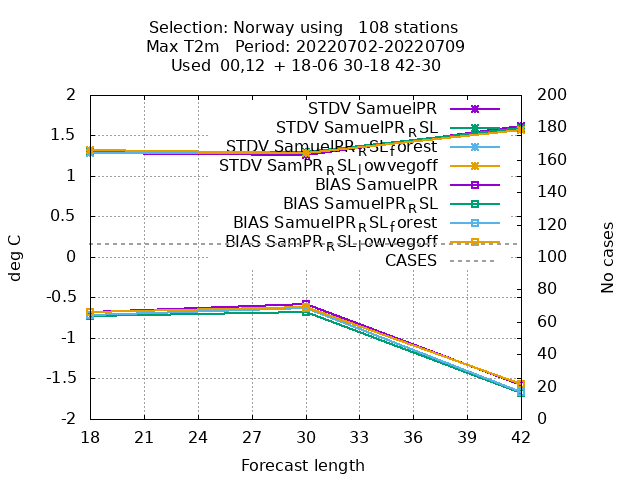 Selection: Norway using   108 stations
Max T2m   Period: 20220702-20220709
Used  00,12  + 18-06 30-18 42-30
deg C
2
1.5
1
0.5
0
-0.5
-1
-1.5
-2
STDV SamuelPR
STDV SamuelPR_RSL
STDV SamuelPR_RSL_forest
STDV SamPR_RSL_lowvegoff
BIAS SamuelPR
BIAS SamuelPR_RSL
BIAS SamuelPR_RSL_forest
BIAS SamPR_RSL_lowvegoff
CASES
200
180
160
140
120
100
80
60
40
20
0
No cases
18 21 24 27 30 33 36 39 42
Forecast length